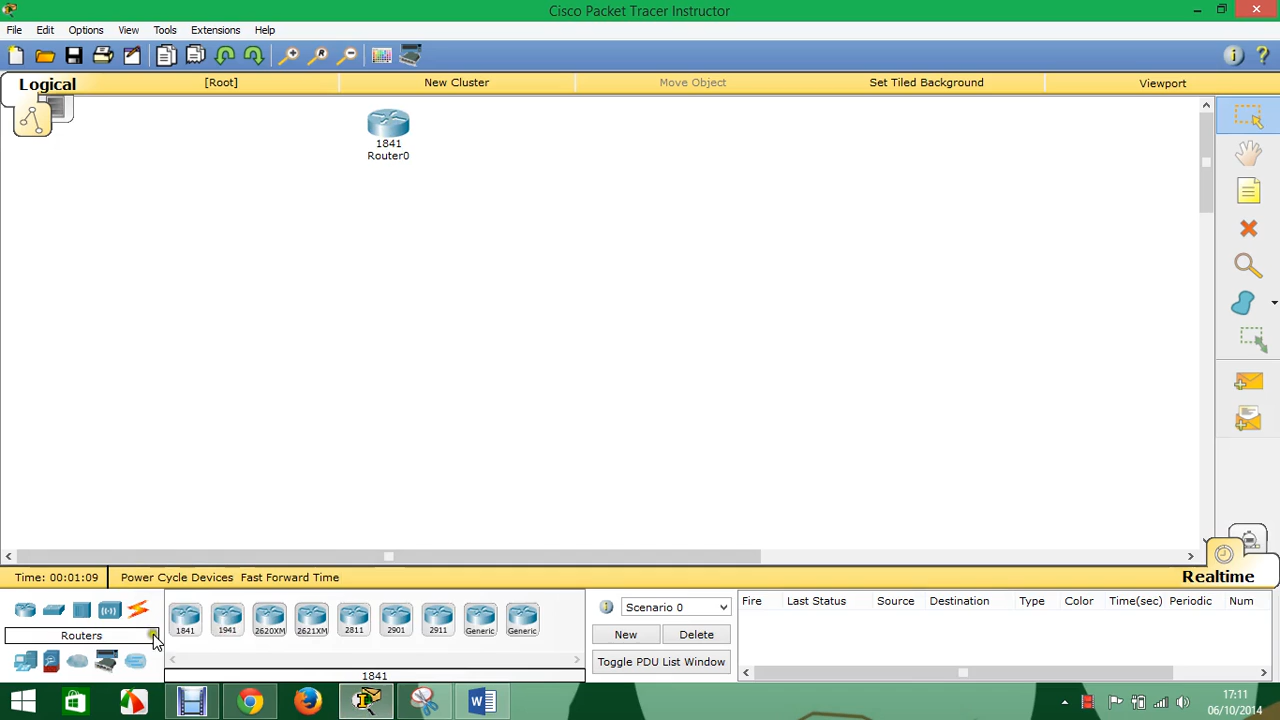 Cisco Packet Tracer Instructor
File Edit Options View Tools Extensions Help
Logical [Root] New Cluster Move Object Set Tiled Background Viewport
1841
Router0
Time: 00:01:09 Power Cycle Devices Fast Forward Time Realtime
1841 1941 2620XM 2621XM 2811 2901 2911 Generic Generic
Routers
1841
Scenario 0
New Delete
Toggle PDU List Window
Fire Last Status Source Destination Type Color Time(sec) Periodic Num
17:11
06/10/2014